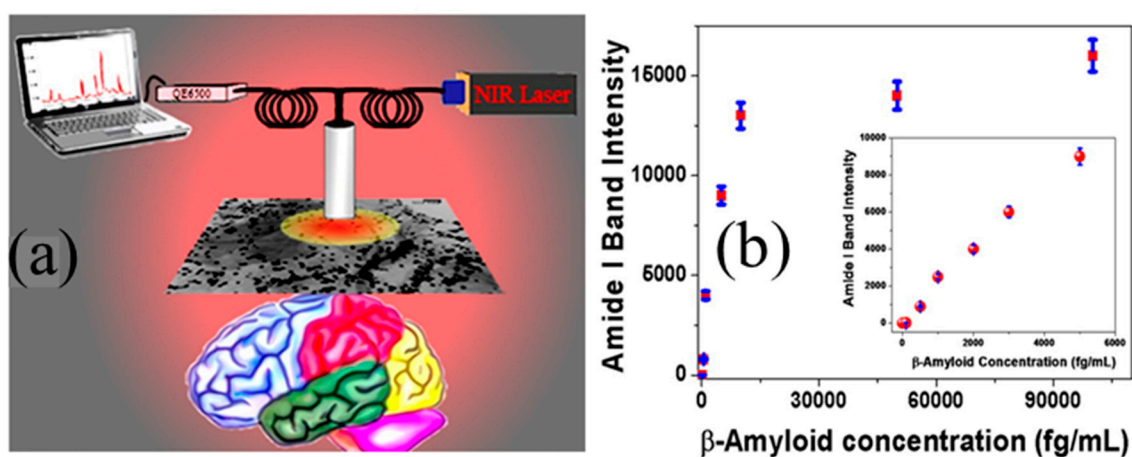 QE6500
NIR Laser
(a)
Amide I Band Intensity
15000
10000
5000
0
0
30000
60000
90000
β-Amyloid concentration (fg/mL)
(b)
Amide I Band Intensity
10000
8000
6000
4000
2000
0
0
2000
4000
6000
β-Amyloid Concentration (fg/mL)